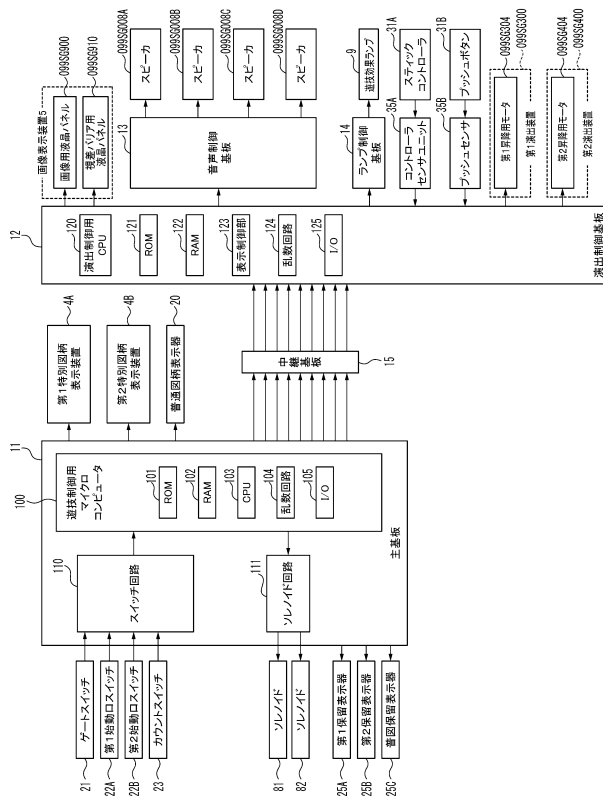 21
ゲートスイッチ
22A
第1始動口スイッチ
22B
第2始動口スイッチ
23
カウントスイッチ
81
ソレノイド
82
ソレノイド
25A
第1保留表示器
25B
第2保留表示器
25C
普図保留表示器
11
主基板
110
スイッチ回路
111
ソレノイド回路
100
遊技制御用
マイクロ
コンピュータ
101
ROM
102
RAM
103
CPU
104
乱数回路
105
I/O
4A
第1特別図柄
表示装置
4B
第2特別図柄
表示装置
20
普通図柄表示器
中継
基板
15
12
演出制御基板
120
演出制御用
CPU
121
ROM
122
RAM
123
表示制御部
124
乱数回路
125
I/O
画像表示装置5
099SG900
画像用液晶パネル
099SG910
視差バリア用
液晶パネル
13
音声制御
基板
099SG008A
スピーカ
099SG008B
スピーカ
099SG008C
スピーカ
099SG008D
スピーカ
14
ランプ制御
基板
9
遊技効果ランプ
35A
コントローラ
センサユニット
31A
スティック
コントローラ
35B
プッシュセンサ
31B
プッシュボタン
099SG304
第1昇降用モータ
099SG300
第1演出装置
099SG404
第2昇降用モータ
099SG400
第2演出装置